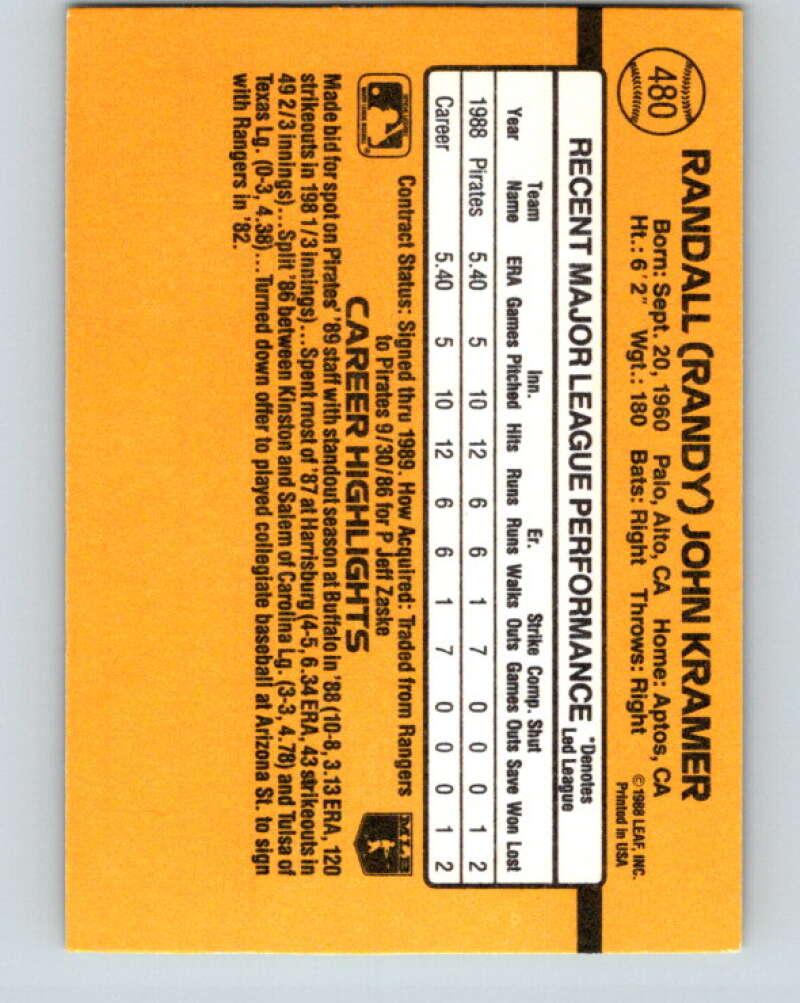 480
RANDALL (RANDY) JOHN KRAMER
Born: Sept. 20, 1960 Palo, Alto, CA Home: Aptos, CA
Ht.: 6' 2" Wgt.: 180 Bats: Right Throws: Right
© 1988 LEAF, INC.
Printed in USA
RECENT MAJOR LEAGUE PERFORMANCE
*Denotes
Led League
Team Inn. Er. Strike Comp. Shut
Year Name ERA Games Pitched Hits Runs Runs Walks Outs Games Outs Save Won Lost
1988 Pirates 5.40 5 10 12 6 6 1 7 0 0 0 1 2
Career 5.40 5 10 12 6 6 1 7 0 0 0 1 2
Contract Status: Signed thru 1989. How Acquired: Traded from Rangers
to Pirates 9/30/86 for P Jeff Zaske
MLB
CAREER HIGHLIGHTS
Made bid for spot on Pirates' '89 staff with standout season at Buffalo in '88 (10-8, 3.13 ERA, 120
strikeouts in 198 1/3 innings)... Spent most of '87 at Harrisburg (4-5, 6.34 ERA, 43 strikeouts in
49 2/3 innings)... Split '86 between Kinston and Salem of Carolina Lg. (3-3, 4.78) and Tulsa of
Texas Lg. (0-3, 4.38)... Turned down offer to played collegiate baseball at Arizona St. to sign
with Rangers in '82.